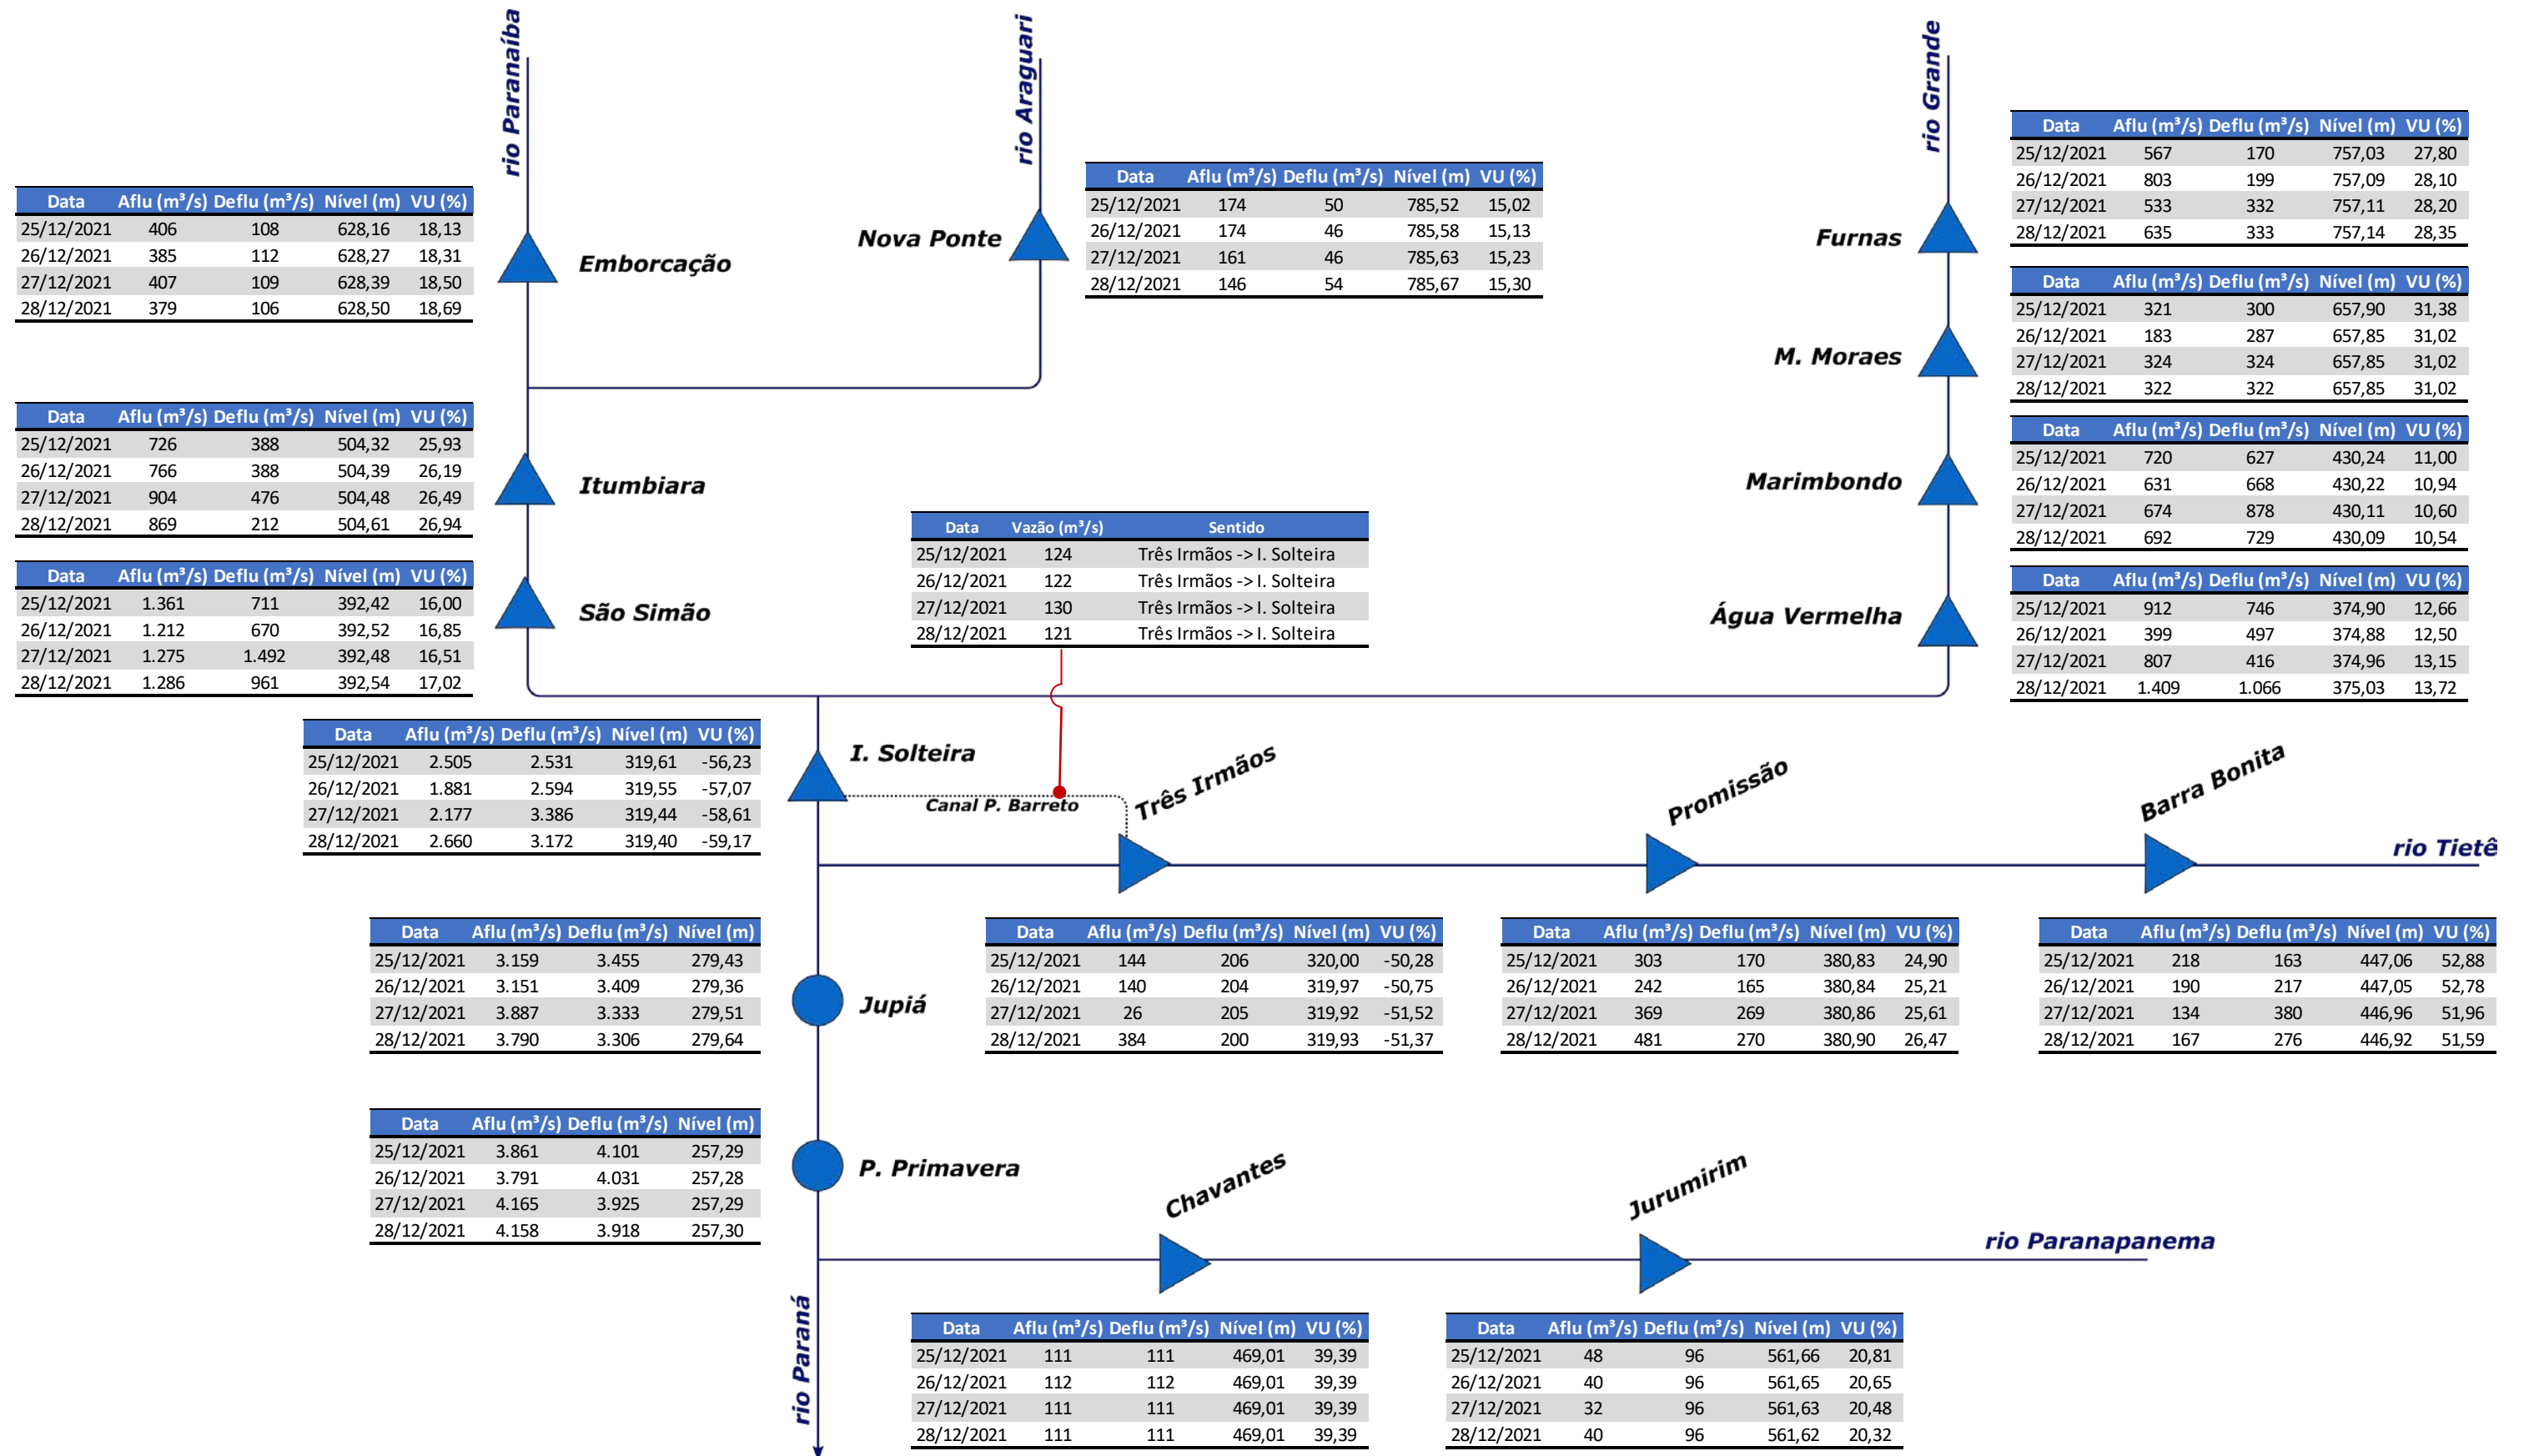 rio Paranaíba
rio Araguari
rio Grande
Data Aflu (m³/s) Deflu (m³/s) Nível (m) VU (%)
25/12/2021 406 108 628,16 18,13
26/12/2021 385 112 628,27 18,31
27/12/2021 407 109 628,39 18,50
28/12/2021 379 106 628,50 18,69
Emborcação
Nova Ponte
Data Aflu (m³/s) Deflu (m³/s) Nível (m) VU (%)
25/12/2021 174 50 785,52 15,02
26/12/2021 174 46 785,58 15,13
27/12/2021 161 46 785,63 15,23
28/12/2021 146 54 785,67 15,30
Furnas
Data Aflu (m³/s) Deflu (m³/s) Nível (m) VU (%)
25/12/2021 567 170 757,03 27,80
26/12/2021 803 199 757,09 28,10
27/12/2021 533 332 757,11 28,20
28/12/2021 635 333 757,14 28,35
M. Moraes
Data Aflu (m³/s) Deflu (m³/s) Nível (m) VU (%)
25/12/2021 321 300 657,90 31,38
26/12/2021 183 287 657,85 31,02
27/12/2021 324 324 657,85 31,02
28/12/2021 322 322 657,85 31,02
Data Aflu (m³/s) Deflu (m³/s) Nível (m) VU (%)
25/12/2021 726 388 504,32 25,93
26/12/2021 766 388 504,39 26,19
27/12/2021 904 476 504,48 26,49
28/12/2021 869 212 504,61 26,94
Itumbiara
Marimbondo
Data Aflu (m³/s) Deflu (m³/s) Nível (m) VU (%)
25/12/2021 720 627 430,24 11,00
26/12/2021 631 668 430,22 10,94
27/12/2021 674 878 430,11 10,60
28/12/2021 692 729 430,09 10,54
Data Aflu (m³/s) Deflu (m³/s) Nível (m) VU (%)
25/12/2021 1.361 711 392,42 16,00
26/12/2021 1.212 670 392,52 16,85
27/12/2021 1.275 1.492 392,48 16,51
28/12/2021 1.286 961 392,54 17,02
São Simão
Data Vazão (m³/s) Sentido
25/12/2021 124 Três Irmãos -> I. Solteira
26/12/2021 122 Três Irmãos -> I. Solteira
27/12/2021 130 Três Irmãos -> I. Solteira
28/12/2021 121 Três Irmãos -> I. Solteira
Água Vermelha
Data Aflu (m³/s) Deflu (m³/s) Nível (m) VU (%)
25/12/2021 912 746 374,90 12,66
26/12/2021 399 497 374,88 12,50
27/12/2021 807 416 374,96 13,15
28/12/2021 1.409 1.066 375,03 13,72
Data Aflu (m³/s) Deflu (m³/s) Nível (m) VU (%)
25/12/2021 2.505 2.531 319,61 -56,23
26/12/2021 1.881 2.594 319,55 -57,07
27/12/2021 2.177 3.386 319,44 -58,61
28/12/2021 2.660 3.172 319,40 -59,17
I. Solteira
Canal P. Barreto
Três Irmãos
Promissão
Barra Bonita
rio Tietê
Data Aflu (m³/s) Deflu (m³/s) Nível (m)
25/12/2021 3.159 3.455 279,43
26/12/2021 3.151 3.409 279,36
27/12/2021 3.887 3.333 279,51
28/12/2021 3.790 3.306 279,64
Jupiá
Data Aflu (m³/s) Deflu (m³/s) Nível (m) VU (%)
25/12/2021 144 206 320,00 -50,28
26/12/2021 140 204 319,97 -50,75
27/12/2021 26 205 319,92 -51,52
28/12/2021 384 200 319,93 -51,37
Data Aflu (m³/s) Deflu (m³/s) Nível (m) VU (%)
25/12/2021 303 170 380,83 24,90
26/12/2021 242 165 380,84 25,21
27/12/2021 369 269 380,86 25,61
28/12/2021 481 270 380,90 26,47
Data Aflu (m³/s) Deflu (m³/s) Nível (m) VU (%)
25/12/2021 218 163 447,06 52,88
26/12/2021 190 217 447,05 52,78
27/12/2021 134 380 446,96 51,96
28/12/2021 167 276 446,92 51,59
Data Aflu (m³/s) Deflu (m³/s) Nível (m)
25/12/2021 3.861 4.101 257,29
26/12/2021 3.791 4.031 257,28
27/12/2021 4.165 3.925 257,29
28/12/2021 4.158 3.918 257,30
P. Primavera
Chavantes
Jurumirim
rio Paranapanema
rio Paraná
Data Aflu (m³/s) Deflu (m³/s) Nível (m) VU (%)
25/12/2021 111 111 469,01 39,39
26/12/2021 112 112 469,01 39,39
27/12/2021 111 111 469,01 39,39
28/12/2021 111 111 469,01 39,39
Data Aflu (m³/s) Deflu (m³/s) Nível (m) VU (%)
25/12/2021 48 96 561,66 20,81
26/12/2021 40 96 561,65 20,65
27/12/2021 32 96 561,63 20,48
28/12/2021 40 96 561,62 20,32